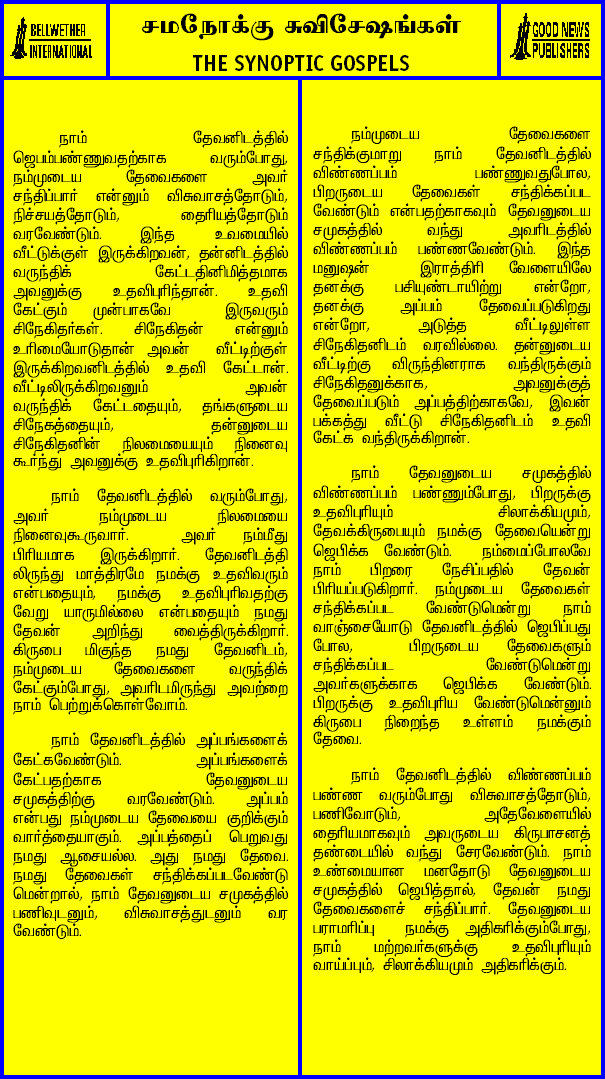 BELLWETHER
INTERNATIONAL
சமநோக்கு சுவிசேஷங்கள்
THE SYNOPTIC GOSPELS
GOOD NEWS
PUBLISHERS
நாம் தேவனிடத்தில்
ஜெபம்பண்ணுவதற்காக வரும்போது,
நம்முடைய தேவைகளை அவர்
சந்திப்பார் என்னும் விசுவாசத்தோடும்,
நிச்சயத்தோடும், தைரியத்தோடும்
வரவேண்டும். இந்த உவமையில்
வீட்டுக்குள் இருக்கிறவன், தன்னிடத்தில்
வருந்திக் கேட்டதினிமித்தமாக
அவனுக்கு உதவிபுரிந்தான். உதவி
கேட்கும் முன்பாகவே இருவரும்
சிநேகிதர்கள். சிநேகிதன் என்னும்
உரிமையோடுதான் அவன் வீட்டிற்குள்
இருக்கிறவனிடத்தில் உதவி கேட்டான்.
வீட்டிலிருக்கிறவனும் அவன்
வருந்திக் கேட்டதையும், தங்களுடைய
சிநேகத்தையும், தன்னுடைய
சிநேகிதனின் நிலமையையும் நினைவு
கூர்ந்து அவனுக்கு உதவிபுரிகிறான்.
நாம் தேவனிடத்தில் வரும்போது,
அவர் நம்முடைய நிலமையை
நினைவுகூருவார். அவர் நம்மீது
பிரியமாக இருக்கிறார். தேவனிடத்தி
லிருந்து மாத்திரமே நமக்கு உதவிவரும்
என்பதையும், நமக்கு உதவிபுரிவதற்கு
வேறு யாருமில்லை என்பதையும் நமது
தேவன் அறிந்து வைத்திருக்கிறார்.
கிருபை மிகுந்த நமது தேவனிடம்,
நம்முடைய தேவைகளை வருந்திக்
கேட்கும்போது, அவரிடமிருந்து அவற்றை
நாம் பெற்றுக்கொள்வோம்.
நாம் தேவனிடத்தில் அப்பங்களைக்
கேட்கவேண்டும். அப்பங்களைக்
கேட்பதற்காக தேவனுடைய
சமுகத்திற்கு வரவேண்டும். அப்பம்
என்பது நம்முடைய தேவையை குறிக்கும்
வார்த்தையாகும். அப்பத்தைப் பெறுவது
நமது ஆசையல்ல. அது நமது தேவை.
நமது தேவைகள் சந்திக்கப்படவேண்டு
மென்றால், நாம் தேவனுடைய சமுகத்தில்
பணிவுடனும், விசுவாசத்துடனும் வர
வேண்டும்.
நம்முடைய தேவைகளை
சந்திக்குமாறு நாம் தேவனிடத்தில்
விண்ணப்பம் பண்ணுவதுபோல,
பிறருடைய தேவைகள் சந்திக்கப்பட
வேண்டும் என்பதற்காகவும் தேவனுடைய
சமுகத்தில் வந்து அவரிடத்தில்
விண்ணப்பம் பண்ணவேண்டும். இந்த
மனுஷன் இராத்திரி வேளையிலே
தனக்கு பசியுண்டாயிற்று என்றோ,
தனக்கு அப்பம் தேவைப்படுகிறது
என்றோ, அடுத்த வீட்டிலுள்ள
சிநேகிதனிடம் வரவில்லை. தன்னுடைய
வீட்டிற்கு விருந்தினராக வந்திருக்கும்
சிநேகிதனுக்காக, அவனுக்குத்
தேவைப்படும் அப்பத்திற்காகவே, இவன்
பக்கத்து வீட்டு சிநேகிதனிடம் உதவி
கேட்க வந்திருக்கிறான்.
நாம் தேவனுடைய சமுகத்தில்
விண்ணப்பம் பண்ணும்போது, பிறருக்கு
உதவிபுரியும் சிலாக்கியமும்,
தேவக்கிருபையும் நமக்கு தேவையென்று
ஜெபிக்க வேண்டும். நம்மைப்போலவே
நாம் பிறரை நேசிப்பதில் தேவன்
பிரியப்படுகிறார். நம்முடைய தேவைகள்
சந்திக்கப்பட வேண்டுமென்று நாம்
வாஞ்சையோடு தேவனிடத்தில் ஜெபிப்பது
போல, பிறருடைய தேவைகளும்
சந்திக்கப்பட வேண்டுமென்று
அவர்களுக்காக ஜெபிக்க வேண்டும்.
பிறருக்கு உதவிபுரிய வேண்டுமென்னும்
கிருபை நிறைந்த உள்ளம் நமக்கும்
தேவை.
நாம் தேவனிடத்தில் விண்ணப்பம்
பண்ண வரும்போது விசுவாசத்தோடும்,
பணிவோடும், அதேவேளையில்
தைரியமாகவும் அவருடைய கிருபாசனத்
தண்டையில் வந்து சேரவேண்டும். நாம்
உண்மையான மனதோடு தேவனுடைய
சமுகத்தில் ஜெபித்தால், தேவன் நமது
தேவைகளைச் சந்திப்பார். தேவனுடைய
பராமரிப்பு நமக்கு அதிகரிக்கும்போது,
நாம் மற்றவர்களுக்கு உதவிபுரியும்
வாய்ப்பும், சிலாக்கியமும் அதிகரிக்கும்.